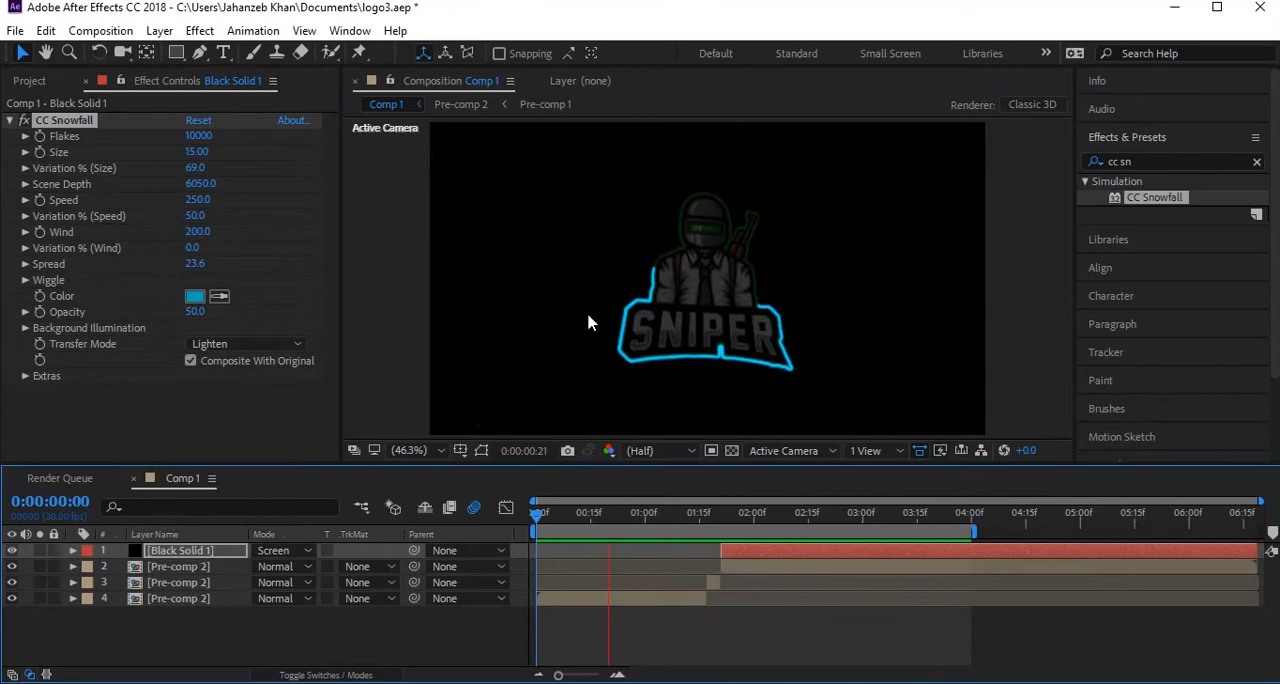 Adobe After Effects CC 2018 - C:\Users\Jahanzeb Khan\Documents\logo3.aep *
File Edit Composition Layer Effect Animation View Window Help
Snapping Default Standard Small Screen Libraries Search Help
Project Effect Controls Black Solid 1 Composition Comp 1 Layer (none) Info
Comp 1 • Black Solid 1 Comp 1 Pre-comp 2 Pre-comp 1 Renderer: Classic 3D Audio
fx CC Snowfall Reset About... Active Camera Effects & Presets
Flakes 10000
Size 15.00 cc sn
Variation % (Size) 69.0
Scene Depth 6050.0 Simulation
Speed 250.0 32 CC Snowfall
Variation % (Speed) 50.0
Wind 200.0 Libraries
Variation % (Wind) 0.0
Spread 23.6 Align
Wiggle
Color Character
Opacity 50.0 Paragraph
Background Illumination SNIPER
Transfer Mode Lighten Tracker
Composite With Original
Extras Paint
Brushes
Motion Sketch
(46.3%) 0:00:00:21 (Half) Active Camera 1 View +0.0
Render Queue Comp 1
0:00:00:00
00000 (30.00 fps) 00:15f 01:00f 01:15f 02:00f 02:15f 03:00f 03:15f 04:00f 04:15f 05:00f 05:15f 06:00f 06:15f
# Layer Name Mode T TrkMat Parent
1 [Black Solid 1] Screen None
2 [Pre-comp 2] Normal None None
3 [Pre-comp 2] Normal None None
4 [Pre-comp 2] Normal None None
Toggle Switches / Modes